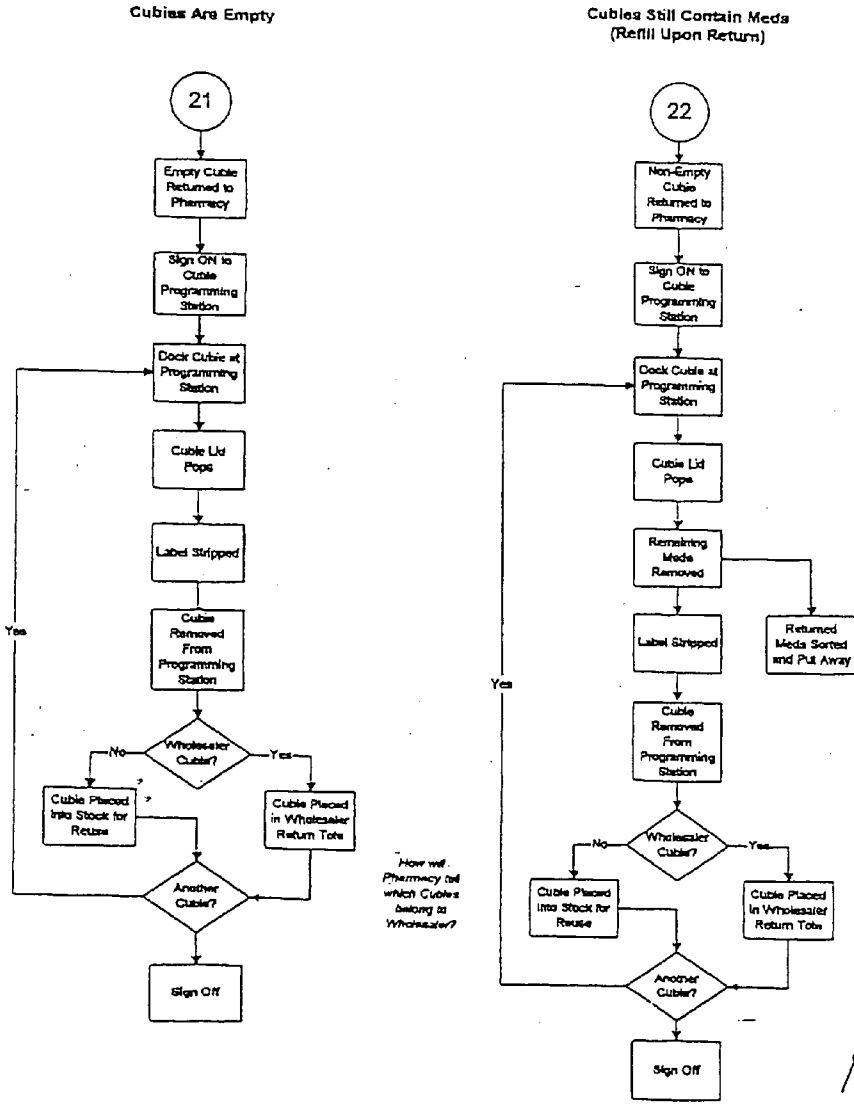 Cubies Are Empty
21
Empty Cubie
Returned to
Pharmacy
Sign ON to
Cubie
Programming
Station
Dock Cubie at
Programming
Station
Cubie Lid
Pops
Label Stripped
Cubie
Removed
From
Programming
Station
Wholesaler
Cubie?
No
Yes
Cubie Placed
into Stock for
Reuse
Cubie Placed
in Wholesaler
Return Tote
Another
Cubie?
Yes
Sign Off
How will
Pharmacy tell
which Cubies
belong to
Wholesaler?
Cubies Still Contain Meds
(Refill Upon Return)
22
Non-Empty
Cubie
Returned to
Pharmacy
Sign ON to
Cubie
Programming
Station
Dock Cubie at
Programming
Station
Cubie Lid
Pops
Remaining
Meds
Removed
Returned
Meds Sorted
and Put Away
Label Stripped
Cubie
Removed
From
Programming
Station
Wholesaler
Cubie?
No
Yes
Cubie Placed
into Stock for
Reuse
Cubie Placed
in Wholesaler
Return Tote
Another
Cubie?
Yes
Sign Off